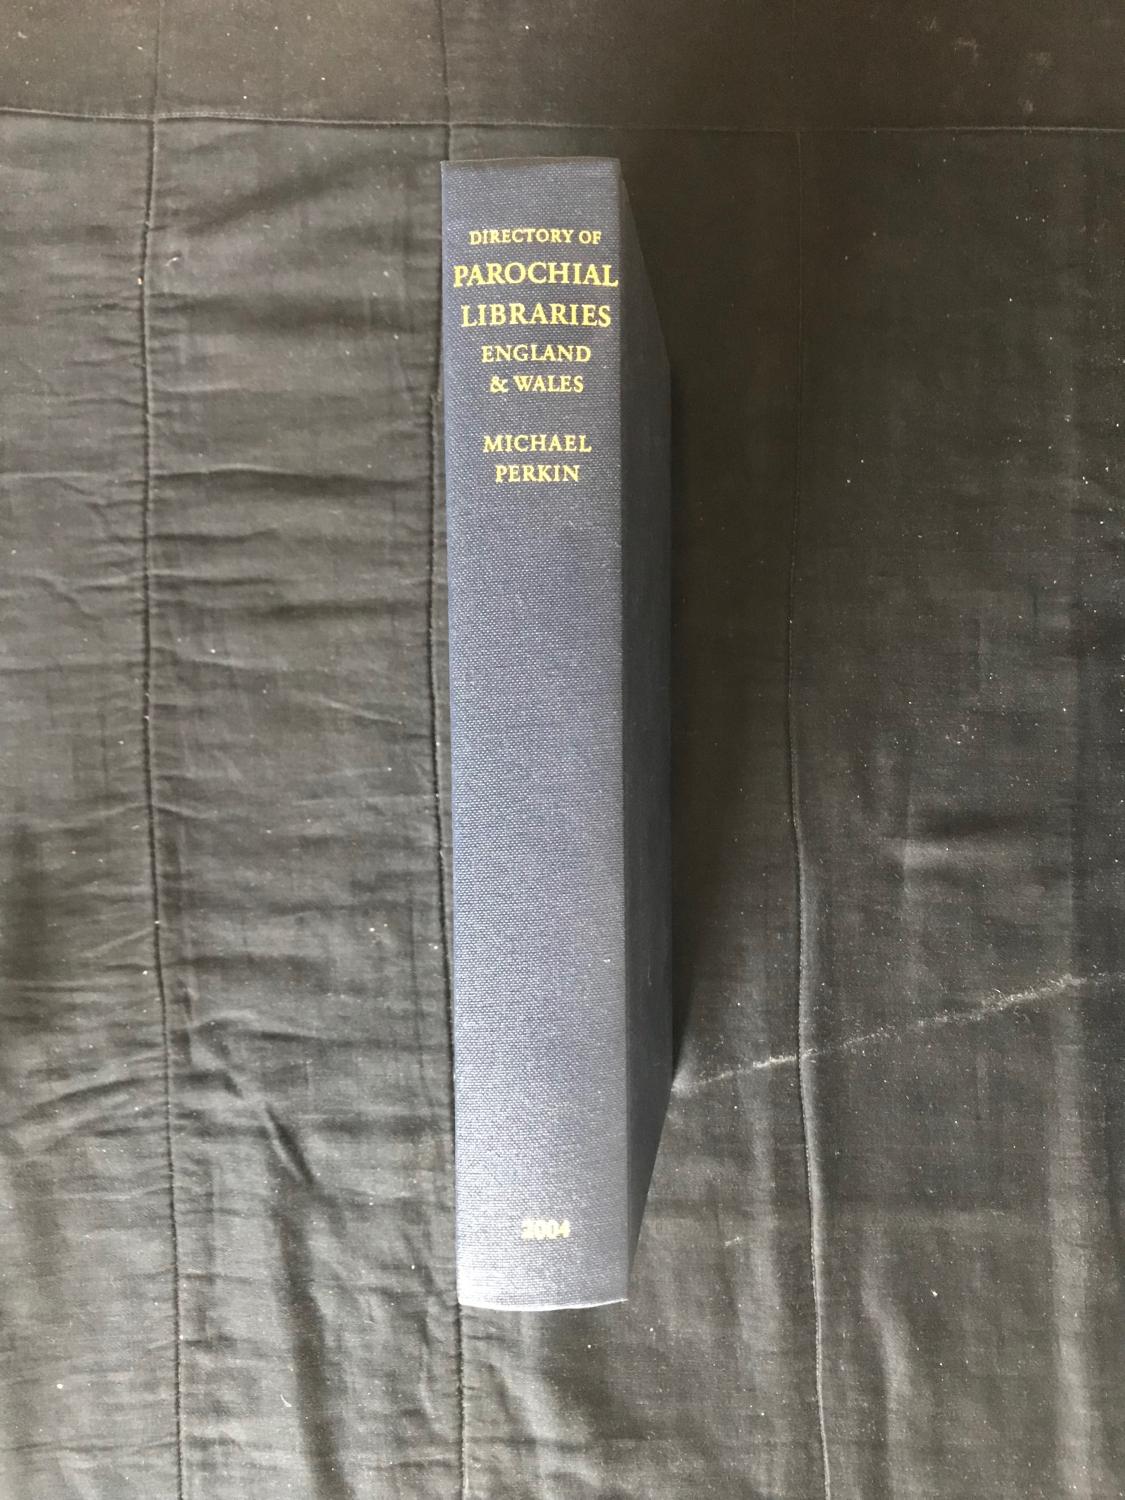 DIRECTORY OF
PAROCHIAL
LIBRARIES
ENGLAND
& WALES
MICHAEL
PERKIN
2004